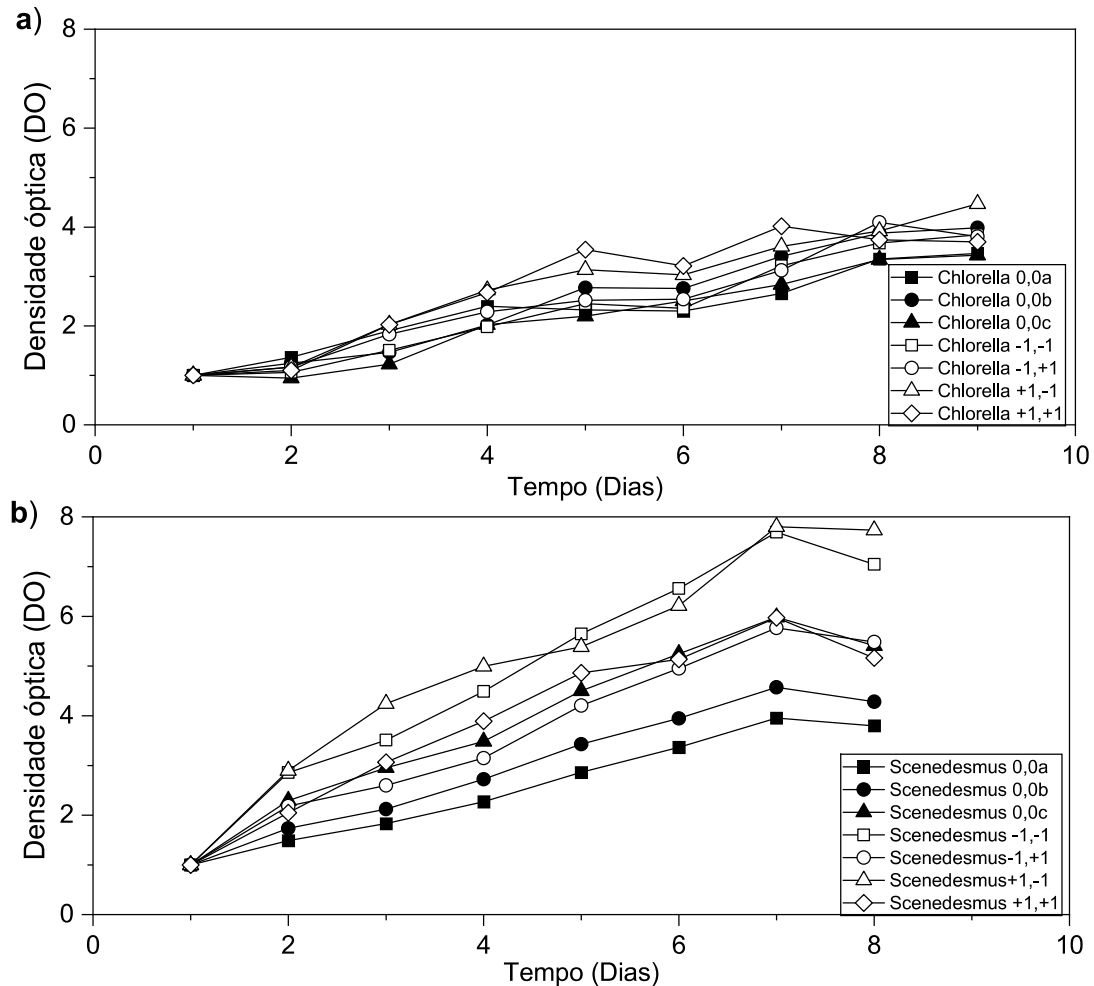 a)
8
6
4
2
0
Densidade óptica (DO)
Chlorella 0,0a
Chlorella 0,0b
Chlorella 0,0c
Chlorella -1,-1
Chlorella -1,+1
Chlorella +1,-1
Chlorella +1,+1
0 2 4 6 8 10
Tempo (Dias)
b)
8
6
4
2
0
Densidade óptica (DO)
Scenedesmus 0,0a
Scenedesmus 0,0b
Scenedesmus 0,0c
Scenedesmus -1,-1
Scenedesmus-1,+1
Scenedesmus+1,-1
Scenedesmus +1,+1
0 2 4 6 8 10
Tempo (Dias)